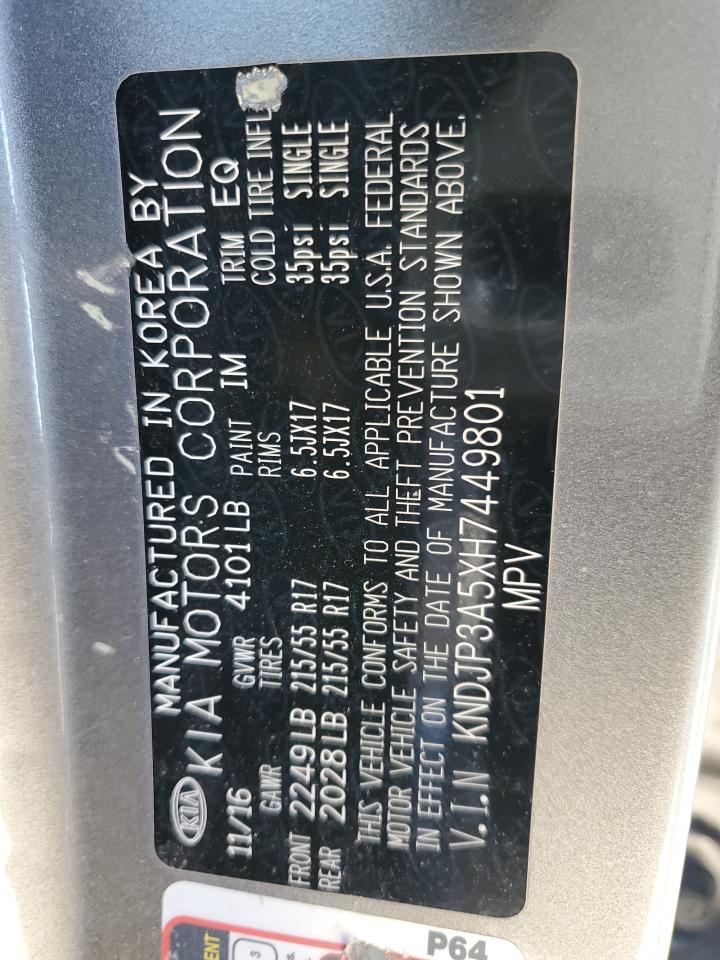 MANUFACTURED IN KOREA BY
KIA KIA MOTORS CORPORATION
11/16 GVWR 4101 LB PAINT IM TRIM EQ
GAWR TIRES RIMS COLD TIRE INFL
FRONT 2249LB 215/55 R17 6.5JX17 35psi SINGLE
REAR 2028LB 215/55 R17 6.5JX17 35psi SINGLE
THIS VEHICLE CONFORMS TO ALL APPLICABLE U.S.A. FEDERAL
MOTOR VEHICLE SAFETY AND THEFT PREVENTION STANDARDS
IN EFFECT ON THE DATE OF MANUFACTURE SHOWN ABOVE.
V.I.N KNDJP3A5XH7449801
MPV
P64